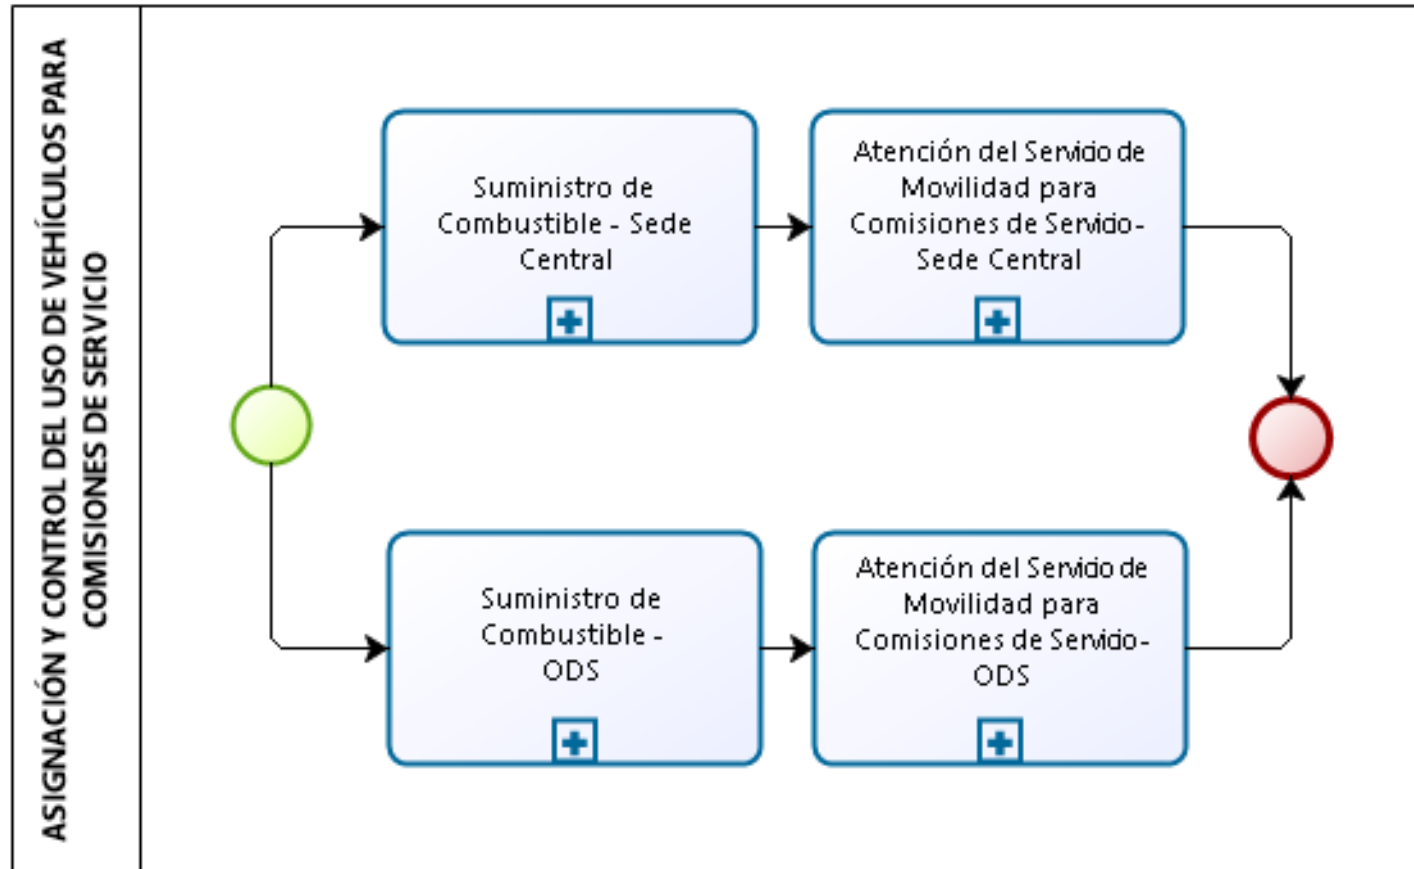 ASIGNACIÓN Y CONTROL DEL USO DE VEHÍCULOS PARA
COMISIONES DE SERVICIO
Suministro de
Combustible - Sede
Central
Atención del Servicio de
Movilidad para
Comisiones de Servicio-
Sede Central
Suministro de
Combustible -
ODS
Atención del Servicio de
Movilidad para
Comisiones de Servicio-
ODS